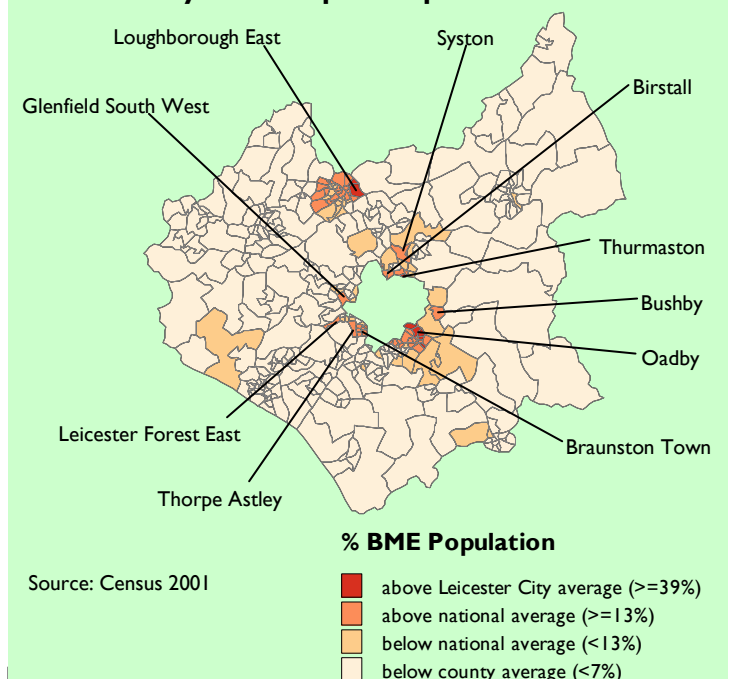 Loughborough East
Syston
Birstall
Glenfield South West
Thurmaston
Bushby
Oadby
Leicester Forest East
Braunston Town
Thorpe Astley
% BME Population
Source: Census 2001
above Leicester City average (>=39%)
above national average (>=13%)
below national average (<13%)
below county average (<7%)